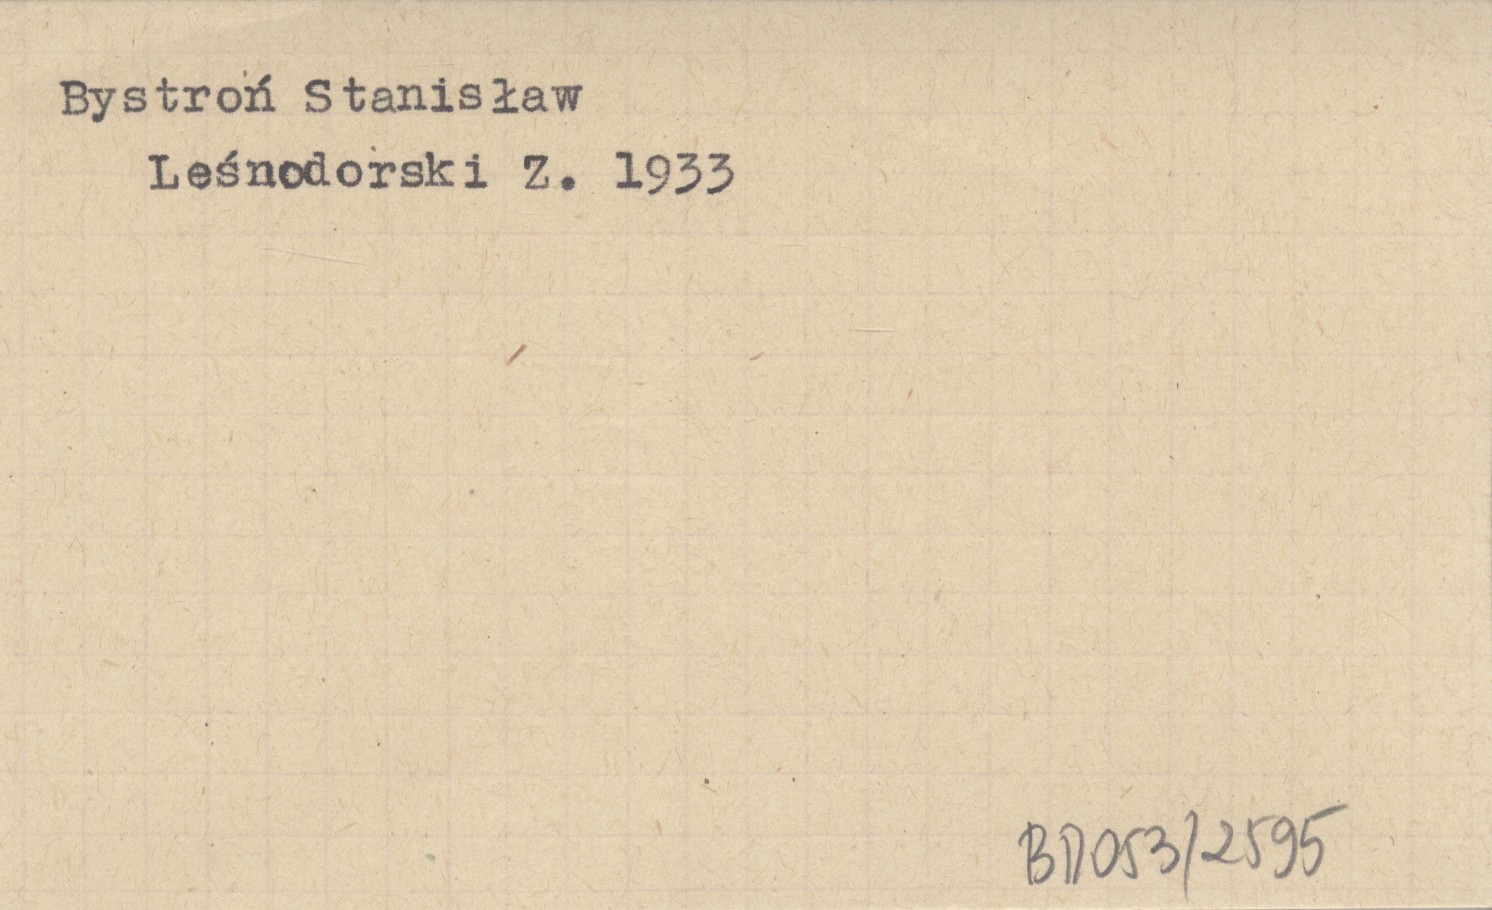 Bystroń Stanisław
Leśnodorski Z. 1933
BD053/2595